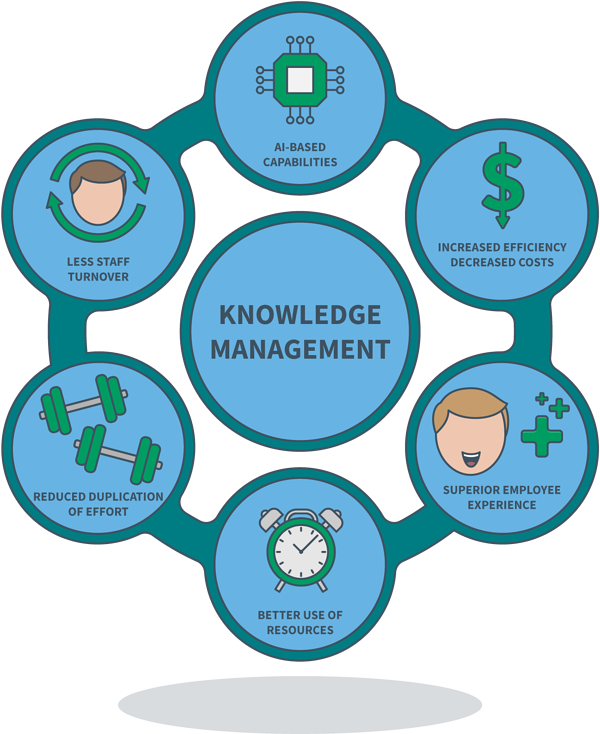 AI-BASED
CAPABILITIES
INCREASED EFFICIENCY
DECREASED COSTS
LESS STAFF
TURNOVER
KNOWLEDGE
MANAGEMENT
REDUCED DUPLICATION
OF EFFORT
SUPERIOR EMPLOYEE
EXPERIENCE
BETTER USE OF
RESOURCES